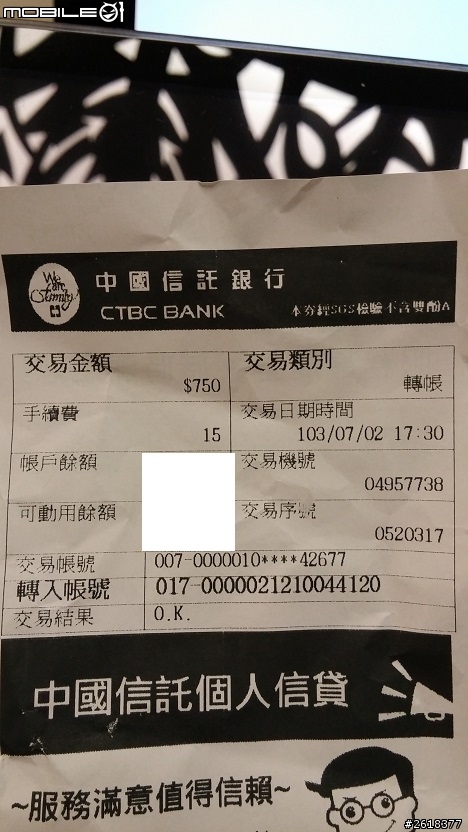 MOBILE01
We are Family!
中國信託銀行
CTBC BANK
本券經SGS檢驗不含雙酚A
交易金額 $750
交易類別 轉帳
手續費 15
交易日期時間 103/07/02 17:30
帳戶餘額
交易機號 04957738
可動用餘額
交易序號 0520317
交易帳號 007-0000010****42677
轉入帳號 017-0000021210044120
交易結果 O.K.
中國信託個人信貸
~服務滿意值得信賴~
#2618377